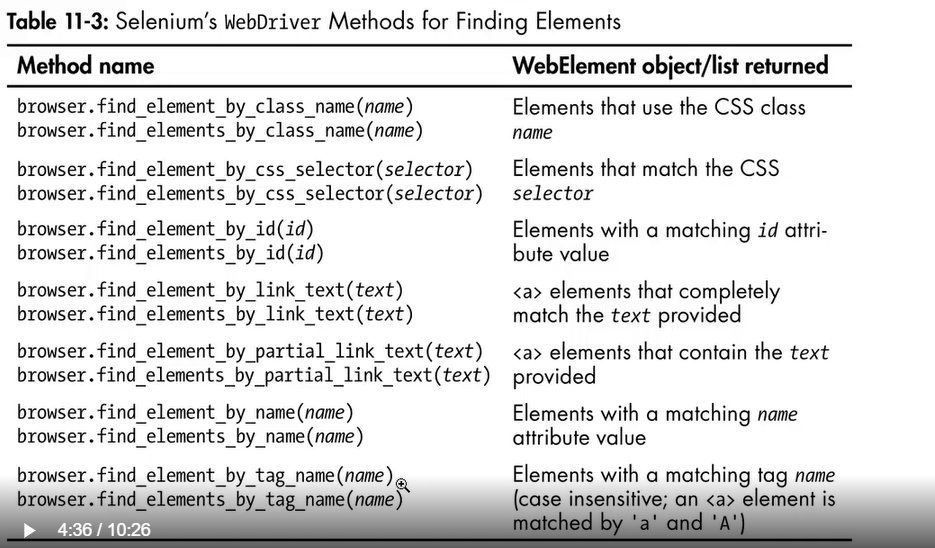 Table 11-3: Selenium's WebDriver Methods for Finding Elements
Method name WebElement object/list returned
browser.find_element_by_class_name(name) Elements that use the CSS class
browser.find_elements_by_class_name(name) name
browser.find_element_by_css_selector(selector) Elements that match the CSS
browser.find_elements_by_css_selector(selector) selector
browser.find_element_by_id(id) Elements with a matching id attri-
browser.find_elements_by_id(id) bute value
browser.find_element_by_link_text(text) <a> elements that completely
browser.find_elements_by_link_text(text) match the text provided
browser.find_element_by_partial_link_text(text) <a> elements that contain the text
browser.find_elements_by_partial_link_text(text) provided
browser.find_element_by_name(name) Elements with a matching name
browser.find_elements_by_name(name) attribute value
browser.find_element_by_tag_name(name) Elements with a matching tag name
browser.find_elements_by_tag_name(name) (case insensitive; an <a> element is
matched by 'a' and 'A')
4:36 / 10:26